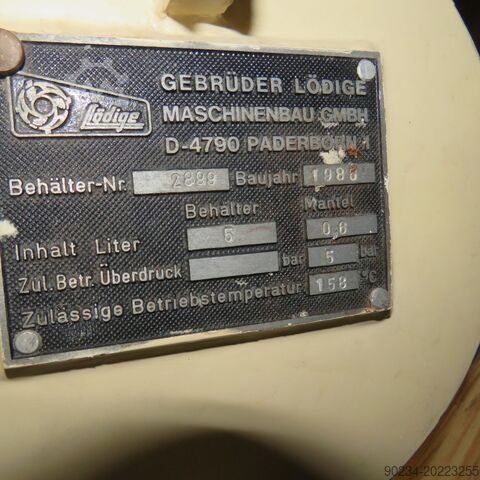 Lödige
GEBRÜDER LÖDIGE
MASCHINENBAU GMBH
D-4790 PADERBORN 1
Behälter-Nr. 2899 Baujahr 1986
Behälter Mantel
Inhalt Liter 5 0,6
Zul. Betr. Überdruck bar 5 bar
Zulässige Betriebstemperatur 158 °C
90234-20223255